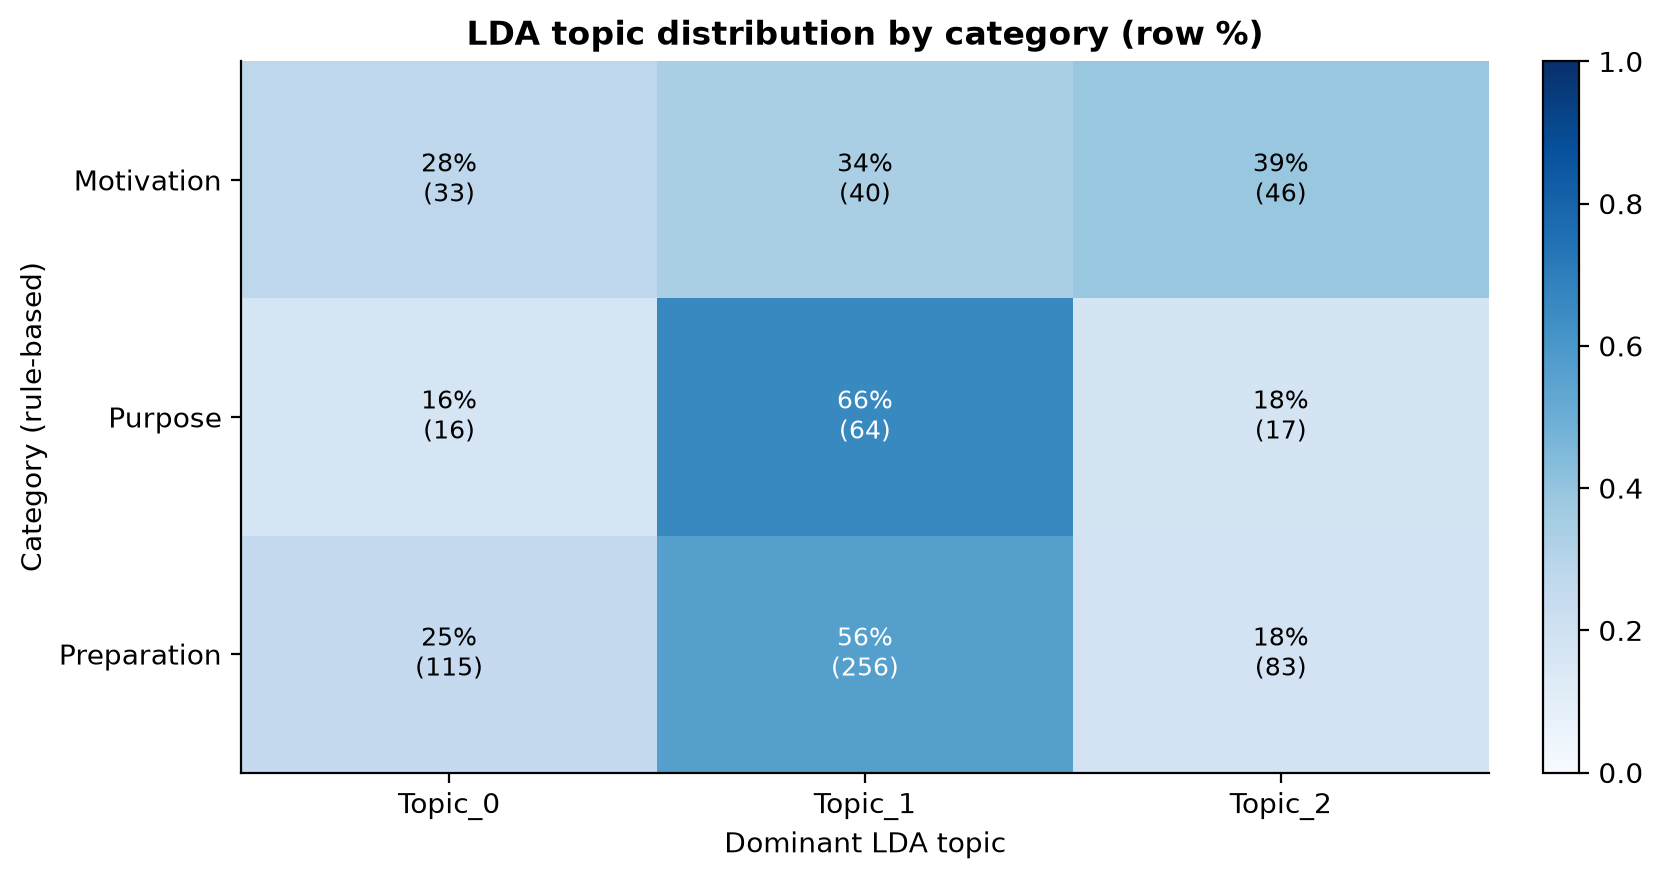 LDA topic distribution by category (row %)
Category (rule-based)
Motivation
28%
(33)
34%
(40)
39%
(46)
Purpose
16%
(16)
66%
(64)
18%
(17)
Preparation
25%
(115)
56%
(256)
18%
(83)
Topic_0
Topic_1
Topic_2
Dominant LDA topic
1.0
0.8
0.6
0.4
0.2
0.0